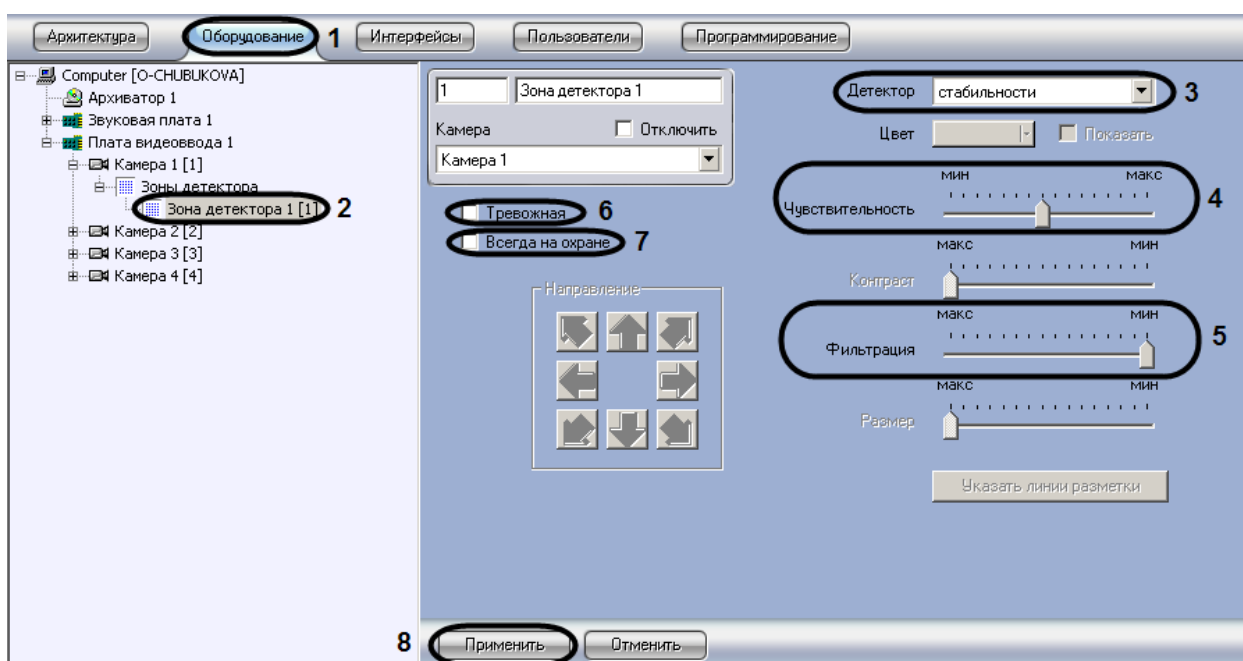 Архитектура Оборудование 1 Интерфейсы Пользователи Программирование
Computer [O-CHUBUKOVA]
Архиватор 1
Звуковая плата 1
Плата видеоввода 1
Камера 1 [1]
Зоны детектора
Зона детектора 1 [1] 2
Камера 2 [2]
Камера 3 [3]
Камера 4 [4]
1 Зона детектора 1
Камера Отключить
Камера 1
Тревожная 6
Всегда на охране 7
Направление
Детектор стабильности 3
Цвет Показать
мин макс
Чувствительность 4
макс мин
Контраст
макс мин
Фильтрация 5
макс мин
Размер
Указать линии разметки
8 Применить Отменить